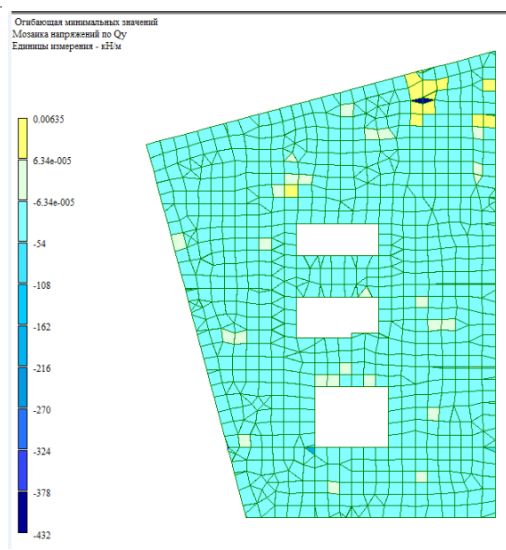 Огибающая минимальных значений
Мозаика напряжений по Qy
Единицы измерения - кН/м
0.00635
6.34e-005
-6.34e-005
-54
-108
-162
-216
-270
-324
-378
-432